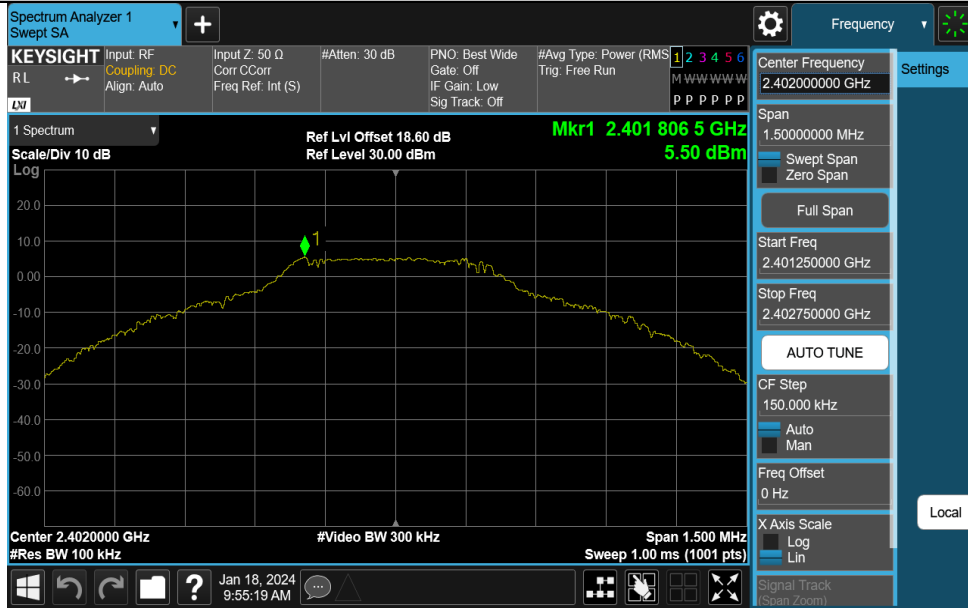 Spectrum Analyzer 1
Swept SA
+
Frequency
KEYSIGHT
R L
LXI
Input: RF
Coupling: DC
Align: Auto
Input Z: 50 Ω
Corr CCorr
Freq Ref: Int (S)
#Atten: 30 dB
PNO: Best Wide
Gate: Off
IF Gain: Low
Sig Track: Off
#Avg Type: Power (RMS
Trig: Free Run
1 2 3 4 5 6
M W W W W W
P P P P P P
1 Spectrum
Scale/Div 10 dB
Ref Lvl Offset 18.60 dB
Ref Level 30.00 dBm
Mkr1 2.401 806 5 GHz
5.50 dBm
Log
20.0
10.0
0.00
-10.0
-20.0
-30.0
-40.0
-50.0
-60.0
1
Center 2.4020000 GHz
#Res BW 100 kHz
#Video BW 300 kHz
Span 1.500 MHz
Sweep 1.00 ms (1001 pts)
Center Frequency
2.402000000 GHz
Settings
Span
1.50000000 MHz
Swept Span
Zero Span
Full Span
Start Freq
2.401250000 GHz
Stop Freq
2.402750000 GHz
AUTO TUNE
CF Step
150.000 kHz
Auto
Man
Freq Offset
0 Hz
Local
X Axis Scale
Log
Lin
Signal Track
(Span Zoom)
?
Jan 18, 2024
9:55:19 AM